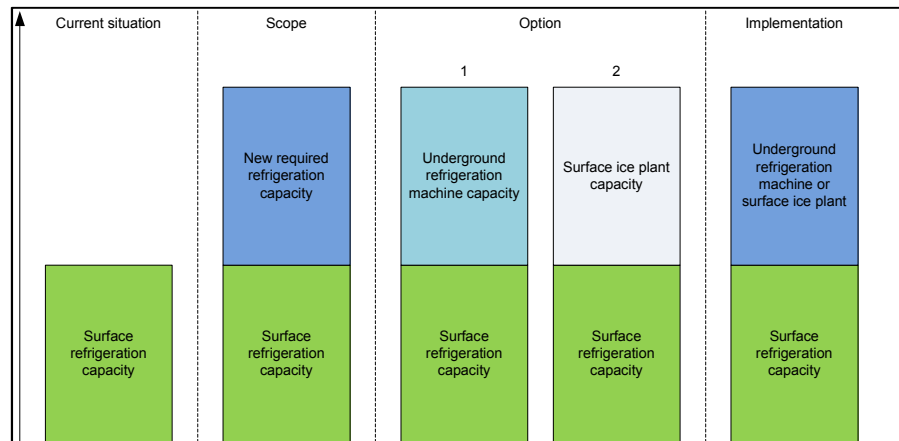 Current situation
Scope
Option
Implementation
1
2
New required
refrigeration
capacity
Underground
refrigeration
machine capacity
Surface ice plant
capacity
Underground
refrigeration
machine or
surface ice plant
Surface
refrigeration
capacity
Surface
refrigeration
capacity
Surface
refrigeration
capacity
Surface
refrigeration
capacity
Surface
refrigeration
capacity